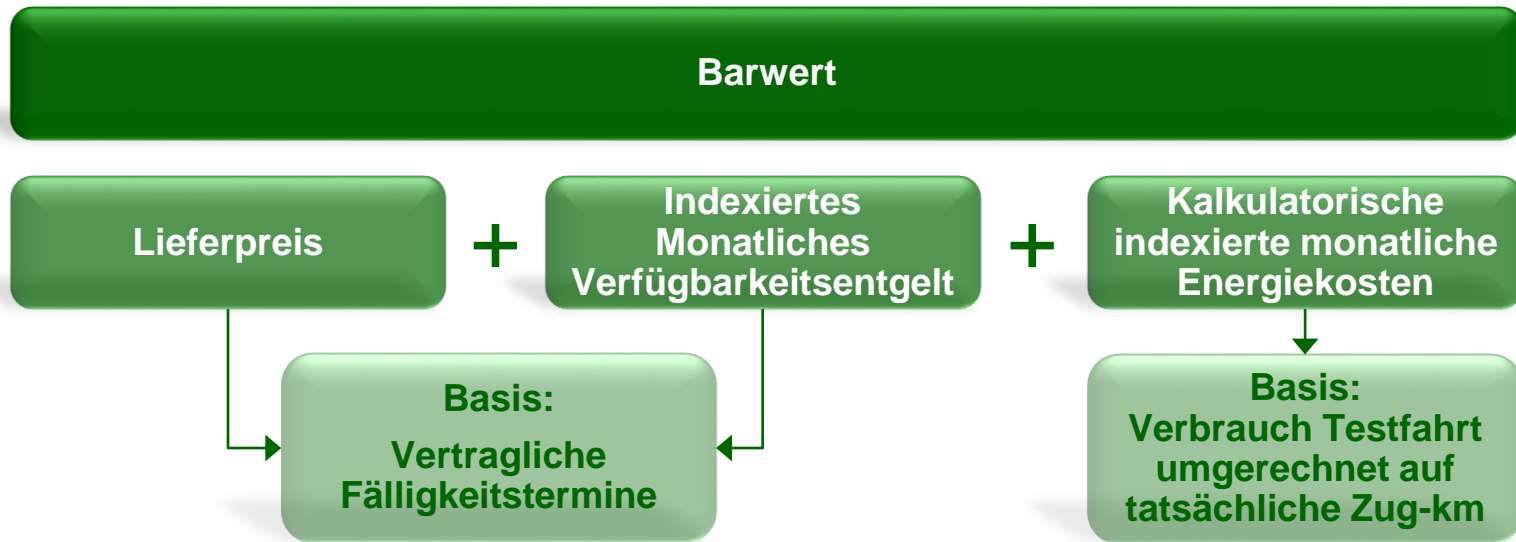 Barwert
Lieferpreis
+
Indexiertes
Monatliches
Verfügbarkeitsentgelt
+
Kalkulatorische
indexierte monatliche
Energiekosten
Basis:
Vertragliche
Fälligkeitstermine
Basis:
Verbrauch Testfahrt
umgerechnet auf
tatsächliche Zug-km